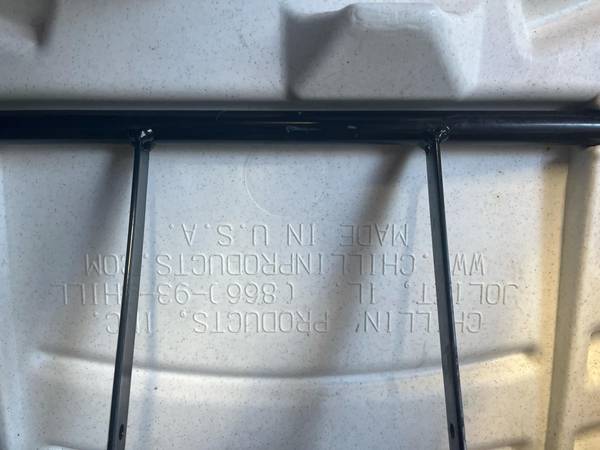 CHILLIN' PRODUCTS, INC.
JOLIET, IL. (866)-93-CHILL
WWW.CHILLINPRODUCTS.COM
MADE IN U.S.A.